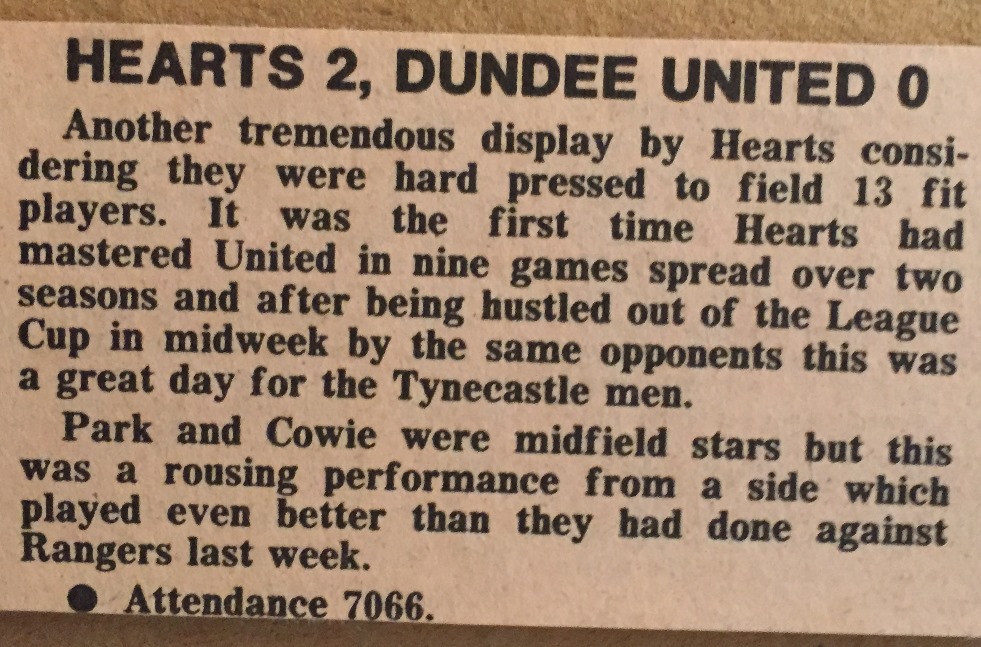 HEARTS 2, DUNDEE UNITED 0
Another tremendous display by Hearts consi-
dering they were hard pressed to field 13 fit
players. It was the first time Hearts had
mastered United in nine games spread over two
seasons and after being hustled out of the League
Cup in midweek by the same opponents this was
a great day for the Tynecastle men.
Park and Cowie were midfield stars but this
was a rousing performance from a side which
played even better than they had done against
Rangers last week.
● Attendance 7066.